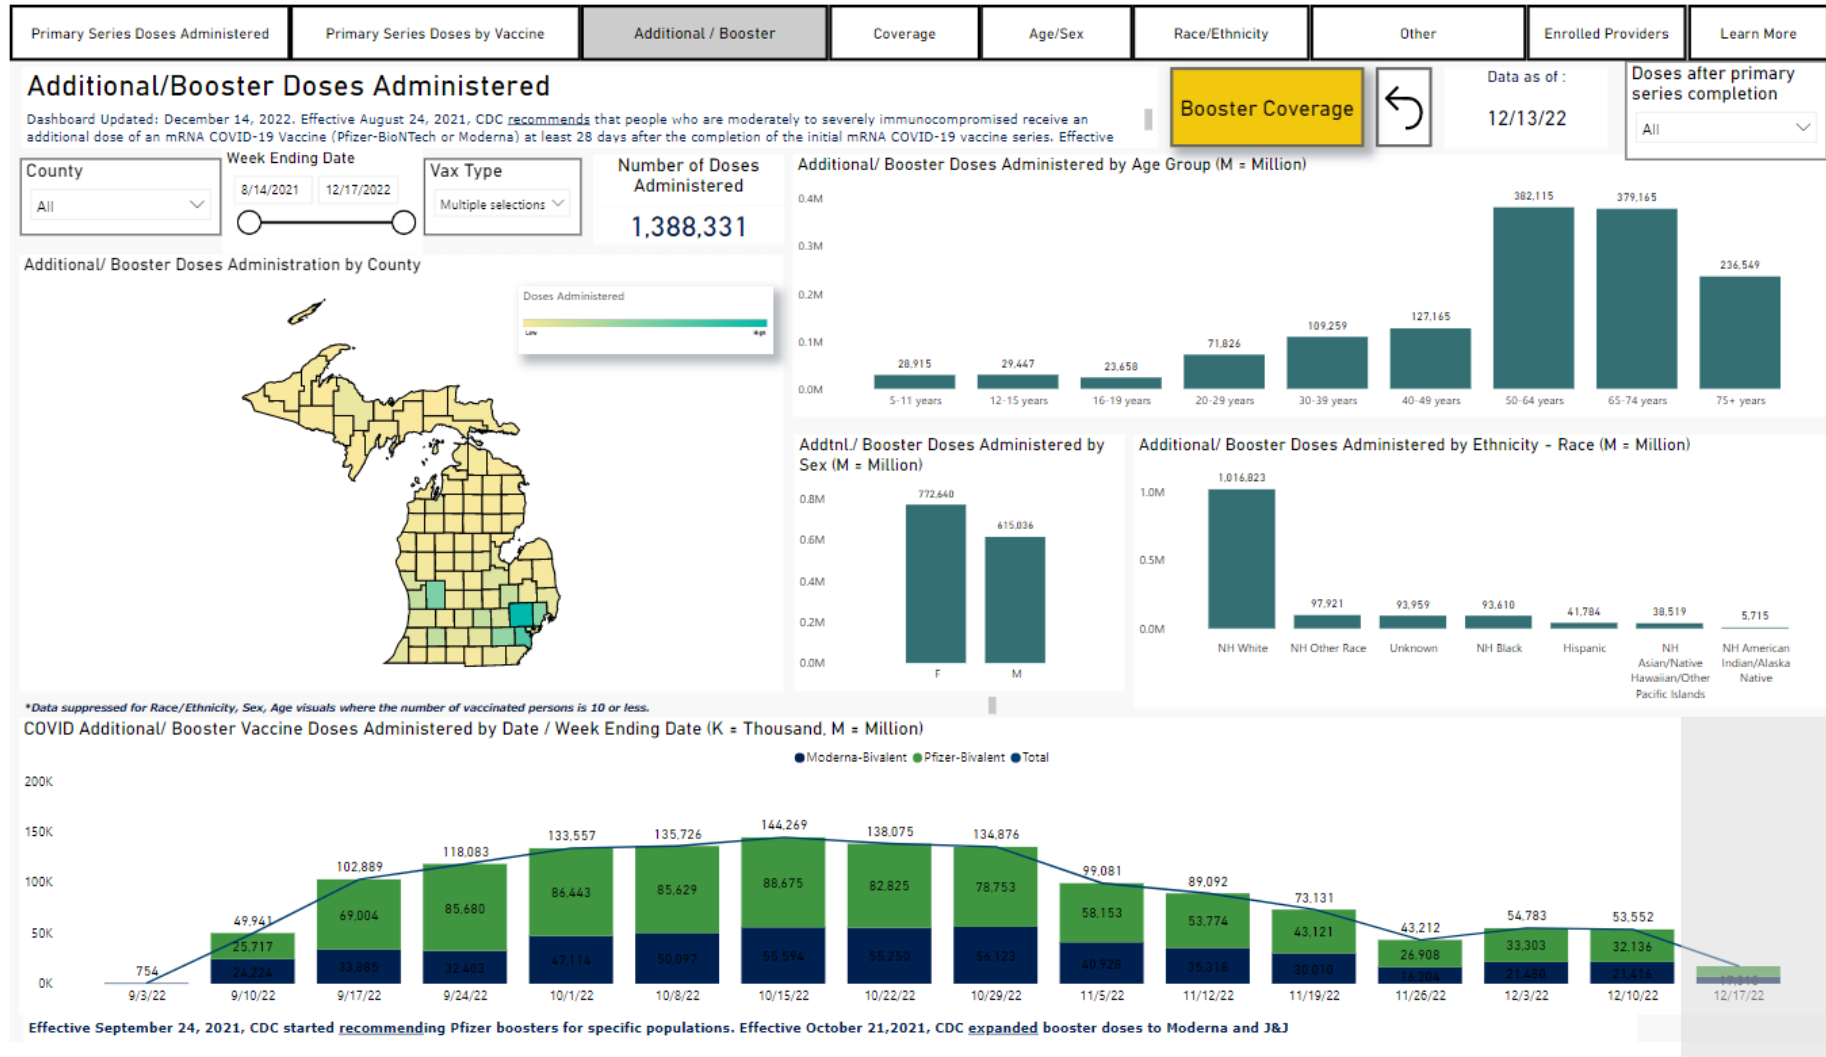 Primary Series Doses Administered
Primary Series Doses by Vaccine
Additional / Booster
Coverage
Age/Sex
Race/Ethnicity
Other
Enrolled Providers
Learn More
Additional/Booster Doses Administered
Dashboard Updated: December 14, 2022. Effective August 24, 2021, CDC recommends that people who are moderately to severely immunocompromised receive an
additional dose of an mRNA COVID-19 Vaccine (Pfizer-BioNTech or Moderna) at least 28 days after the completion of the initial mRNA COVID-19 vaccine series. Effective
Booster Coverage
Data as of :
12/13/22
Doses after primary
series completion
All
County
All
Week Ending Date
8/14/2021 12/17/2022
Vax Type
Multiple selections
Number of Doses
Administered
1,388,331
Additional/ Booster Doses Administration by County
Doses Administered
Low High
Additional/ Booster Doses Administered by Age Group (M = Million)
0.4M
0.3M
0.2M
0.1M
0.0M
28,915
29,447
23,658
71,826
109,259
127,165
382,115
379,165
236,549
5-11 years
12-15 years
16-19 years
20-29 years
30-39 years
40-49 years
50-64 years
65-74 years
75+ years
Addtnl./ Booster Doses Administered by
Sex (M = Million)
0.8M
0.6M
0.4M
0.2M
0.0M
772,640
615,036
F
M
Additional/ Booster Doses Administered by Ethnicity - Race (M = Million)
1.0M
0.5M
0.0M
1,016,823
97,921
93,959
93,610
41,784
38,519
5,715
NH White
NH Other Race
Unknown
NH Black
Hispanic
NH
Asian/Native
Hawaiian/Other
Pacific Islands
NH American
Indian/Alaska
Native
*Data suppressed for Race/Ethnicity, Sex, Age visuals where the number of vaccinated persons is 10 or less.
COVID Additional/ Booster Vaccine Doses Administered by Date / Week Ending Date (K = Thousand, M = Million)
Moderna-Bivalent Pfizer-Bivalent Total
200K
150K
100K
50K
0K
754
49,941
102,889
118,083
133,557
135,726
144,269
138,075
134,876
99,081
89,092
73,131
43,212
54,783
53,552
25,717
69,004
85,680
86,443
85,629
88,675
82,825
78,753
58,153
53,774
43,121
26,908
33,303
32,136
24,224
33,885
32,403
47,114
50,097
55,594
55,250
56,123
40,928
35,318
30,010
16,304
21,480
21,416
9/3/22
9/10/22
9/17/22
9/24/22
10/1/22
10/8/22
10/15/22
10/22/22
10/29/22
11/5/22
11/12/22
11/19/22
11/26/22
12/3/22
12/10/22
12/17/22
Effective September 24, 2021, CDC started recommending Pfizer boosters for specific populations. Effective October 21,2021, CDC expanded booster doses to Moderna and J&J